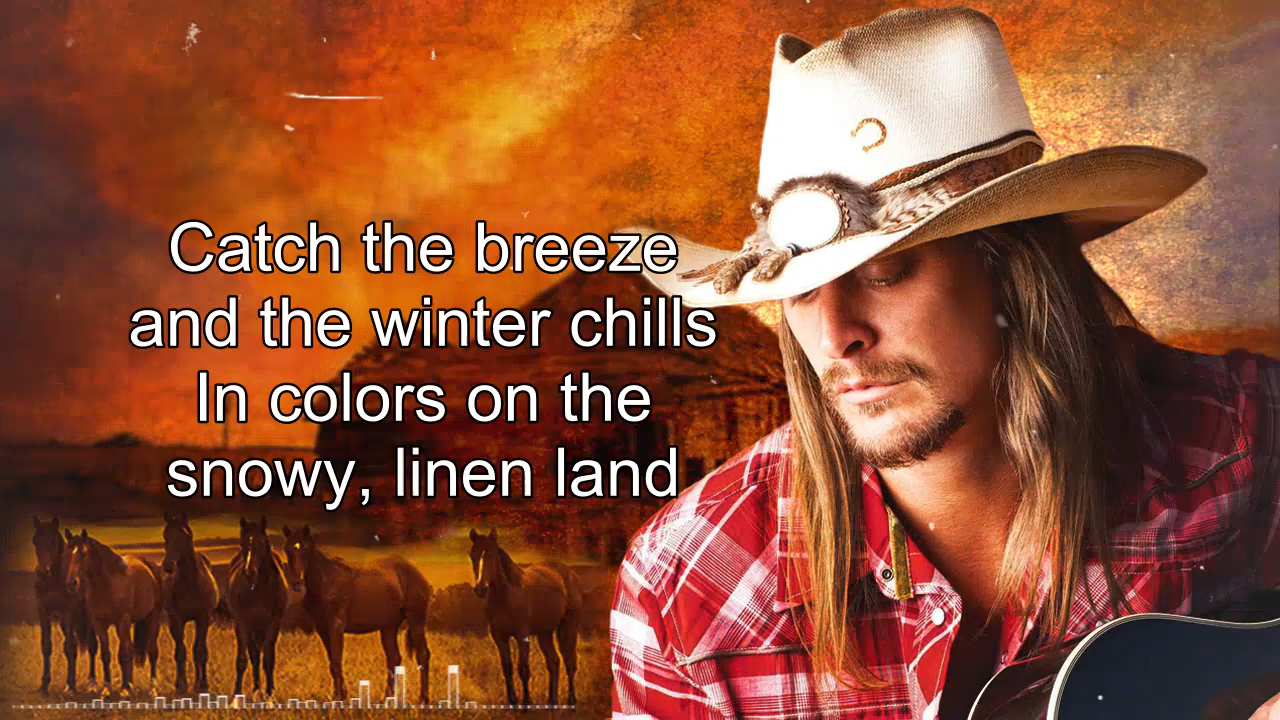 Catch the breeze
and the winter chills
In colors on the
snowy, linen land